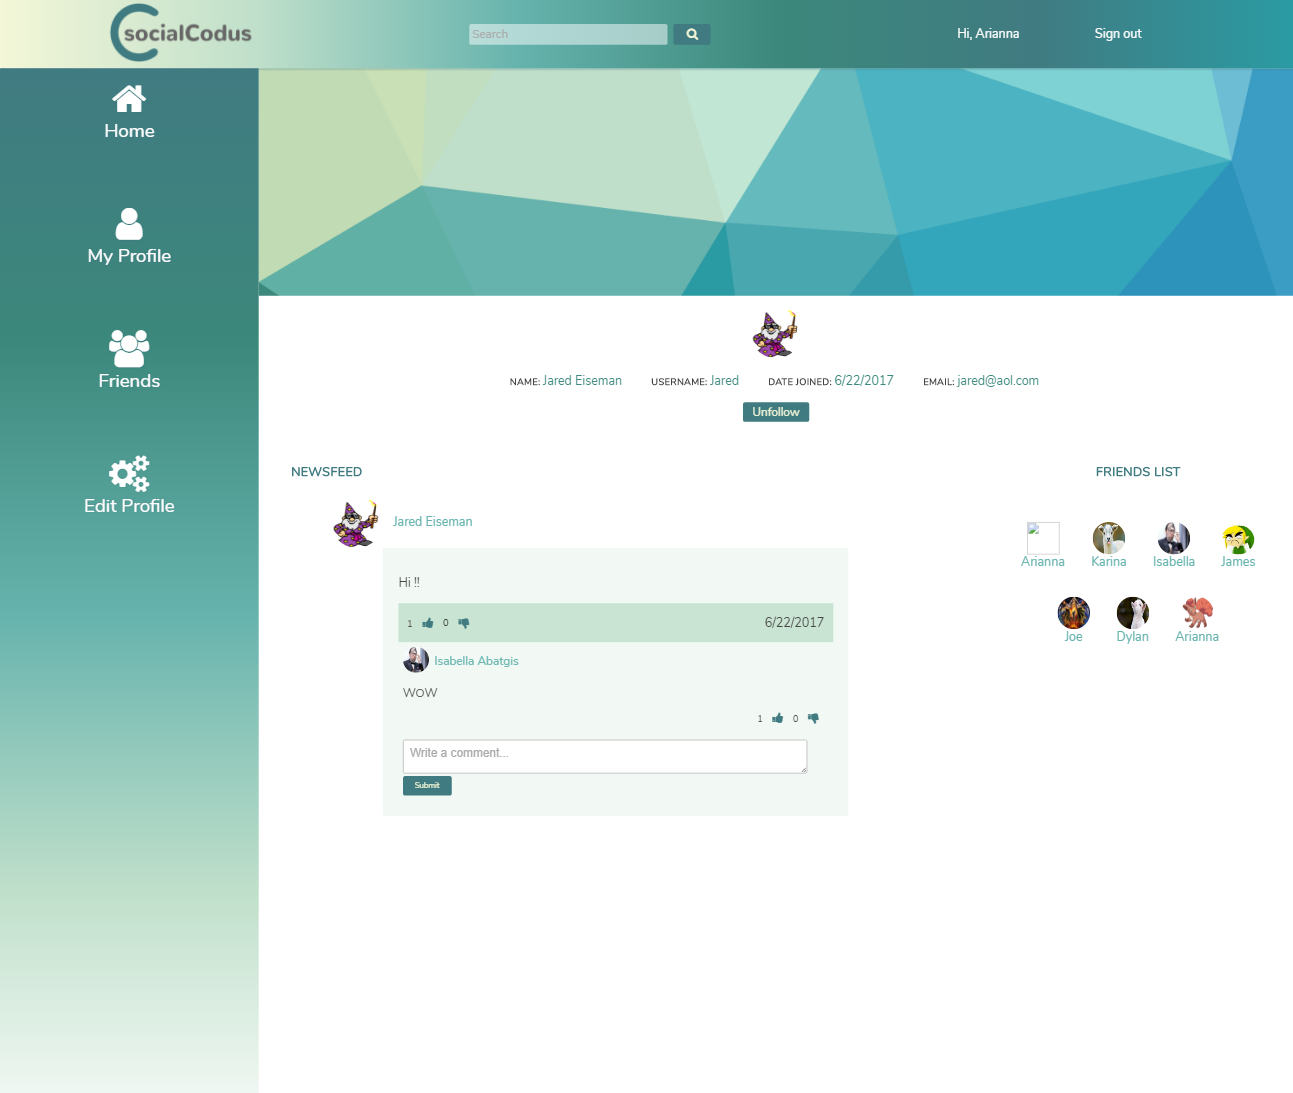 socialCodus
Search
Hi, Arianna
Sign out
Home
My Profile
Friends
Edit Profile
NAME: Jared Eiseman
USERNAME: Jared
DATE JOINED: 6/22/2017
EMAIL: jared@aol.com
Unfollow
NEWSFEED
Jared Eiseman
Hi !!
1 0 6/22/2017
Isabella Abatgis
WOW
1 0
Write a comment...
Submit
FRIENDS LIST
Arianna Karina Isabella James
Joe Dylan Arianna